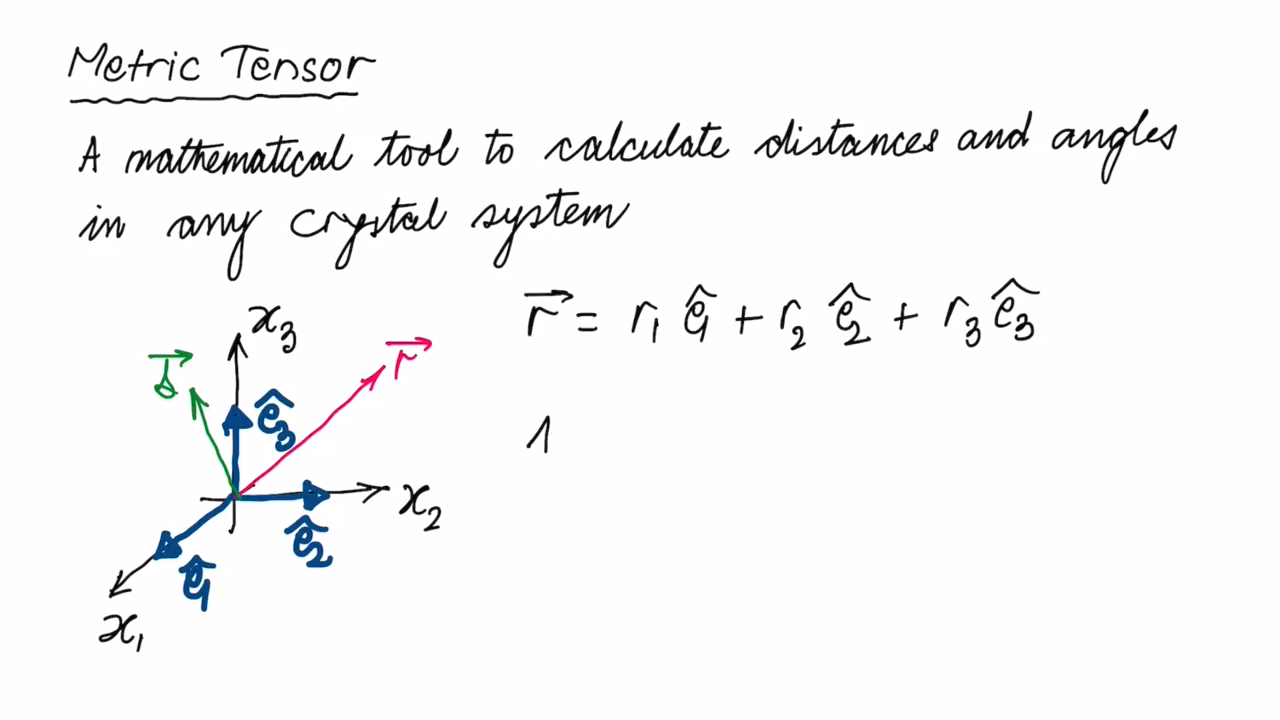 Metric Tensor
A mathematical tool to calculate distances and angles
in any crystal system
r⃗ = r₁ ê₁ + r₂ ê₂ + r₃ ê₃
x₃
r⃗
ê₃
x₂
ê₂
ê₁
x₁